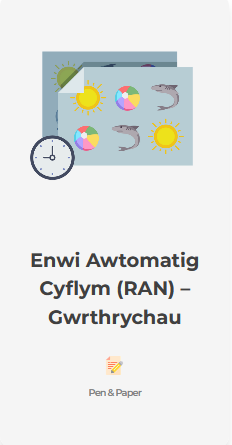 Enwi Awtomatig
Cyflym (RAN) –
Gwrthrychau
Pen & Paper